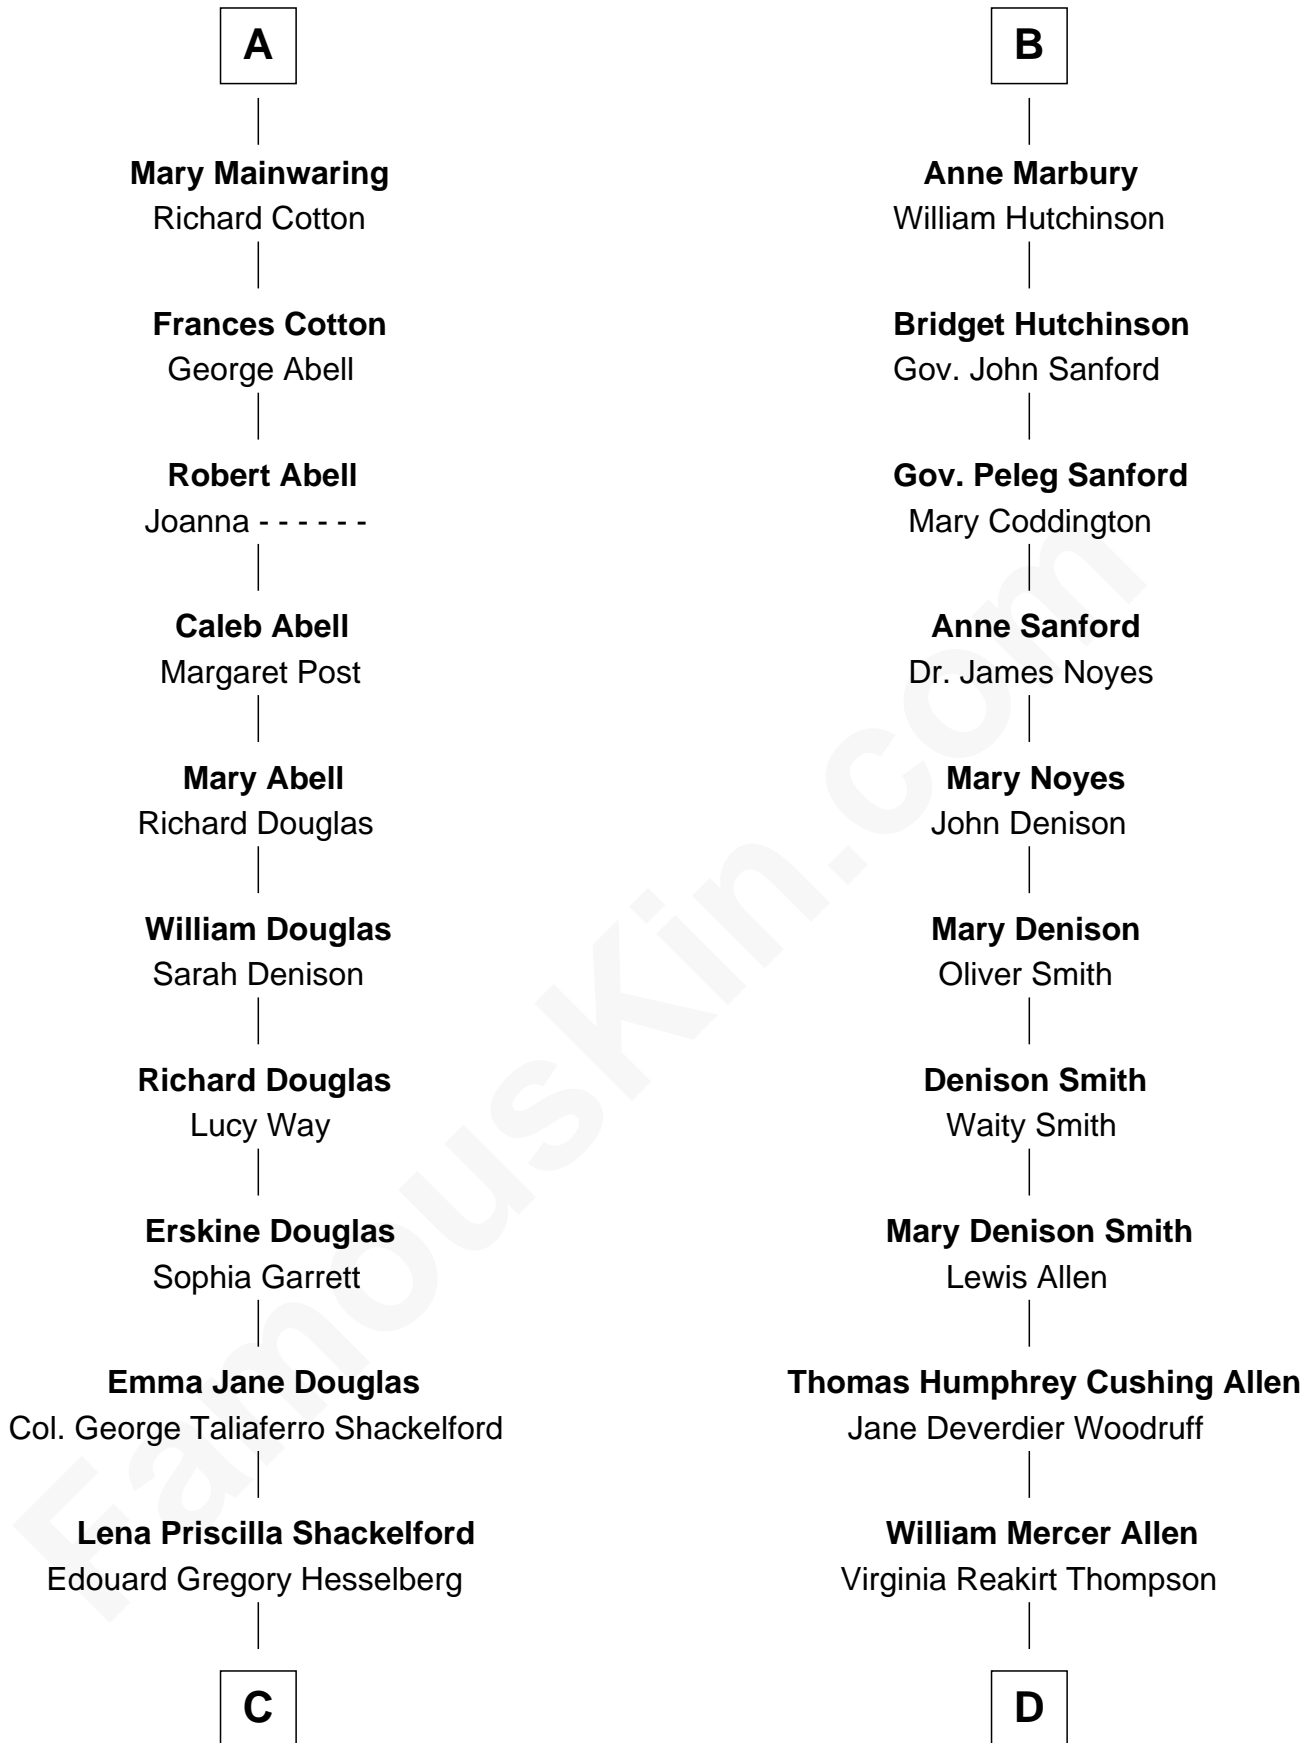 A
Mary Mainwaring
Richard Cotton
Frances Cotton
George Abell
Robert Abell
Joanna - - - - - -
Caleb Abell
Margaret Post
Mary Abell
Richard Douglas
William Douglas
Sarah Denison
Richard Douglas
Lucy Way
Erskine Douglas
Sophia Garrett
Emma Jane Douglas
Col. George Taliaferro Shackelford
Lena Priscilla Shackelford
Edouard Gregory Hesselberg
C
B
Anne Marbury
William Hutchinson
Bridget Hutchinson
Gov. John Sanford
Gov. Peleg Sanford
Mary Coddington
Anne Sanford
Dr. James Noyes
Mary Noyes
John Denison
Mary Denison
Oliver Smith
Denison Smith
Waity Smith
Mary Denison Smith
Lewis Allen
Thomas Humphrey Cushing Allen
Jane Deverdier Woodruff
William Mercer Allen
Virginia Reakirt Thompson
D
FamousKin.com